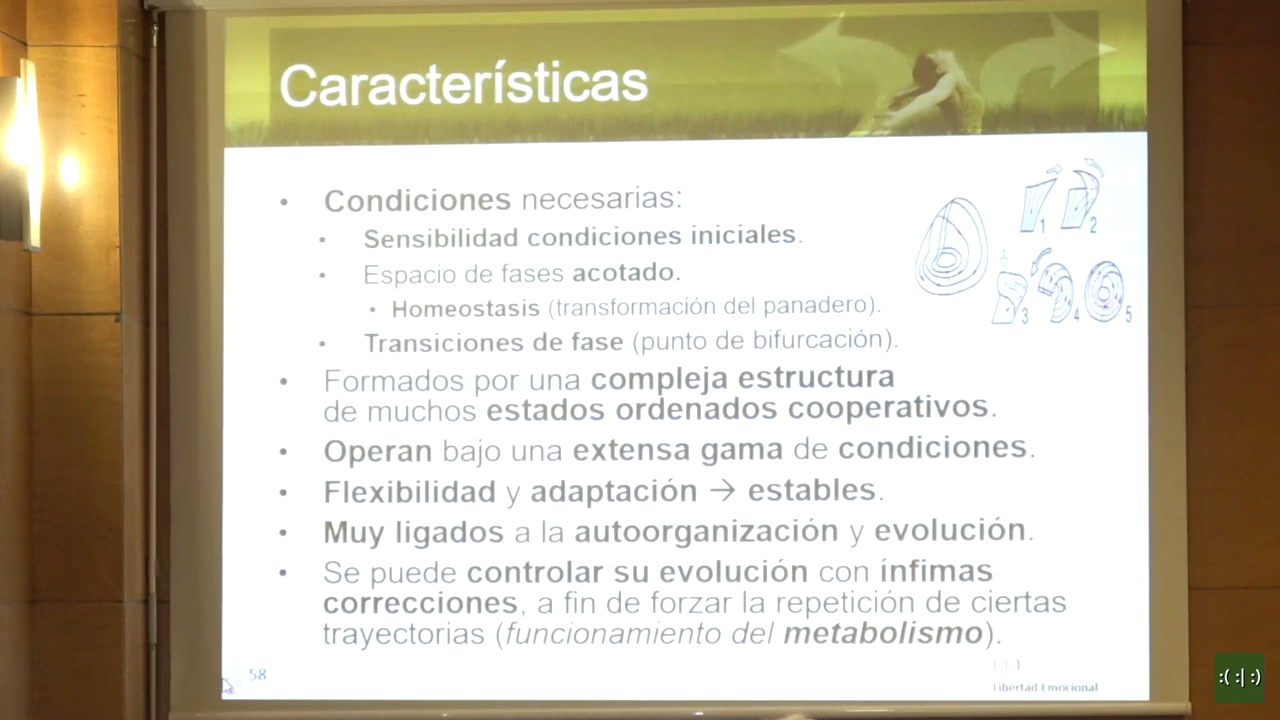 Características
• Condiciones necesarias:
• Sensibilidad condiciones iniciales.
• Espacio de fases acotado.
• Homeostasis (transformación del panadero).
• Transiciones de fase (punto de bifurcación).
• Formados por una compleja estructura
de muchos estados ordenados cooperativos.
• Operan bajo una extensa gama de condiciones.
• Flexibilidad y adaptación → estables.
• Muy ligados a la autoorganización y evolución.
• Se puede controlar su evolución con ínfimas
correcciones, a fin de forzar la repetición de ciertas
trayectorias (funcionamiento del metabolismo).
1 2
3 4 5
58
Libertad Emocional
:( :| :)